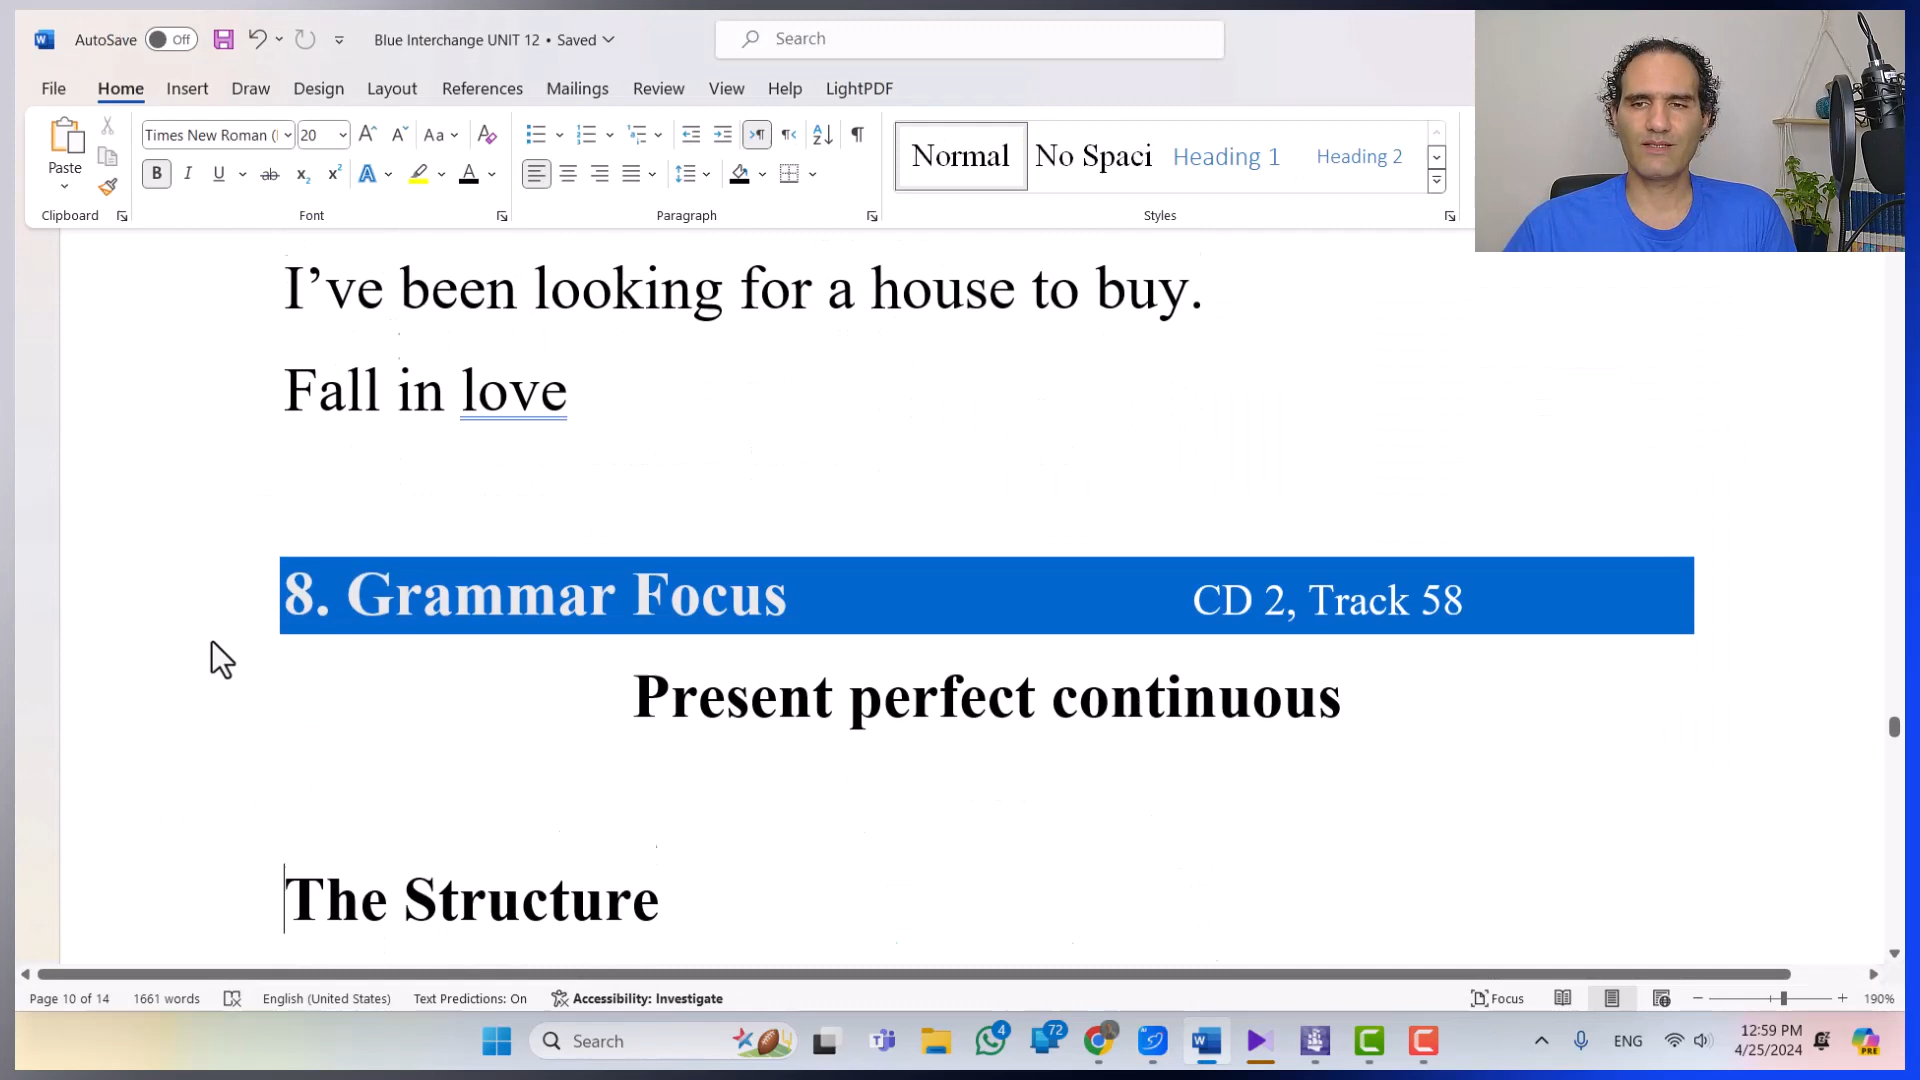 AutoSave Off Blue Interchange UNIT 12 • Saved Search
File Home Insert Draw Design Layout References Mailings Review View Help LightPDF
Times New Roman ( 20
Paste
Normal No Spaci Heading 1 Heading 2
Clipboard Font Paragraph Styles
I’ve been looking for a house to buy.
Fall in love
8. Grammar Focus CD 2, Track 58
Present perfect continuous
The Structure
Page 10 of 14 1661 words English (United States) Text Predictions: On Accessibility: Investigate Focus 190%
Search 4 72 ENG 12:59 PM
4/25/2024 PRE